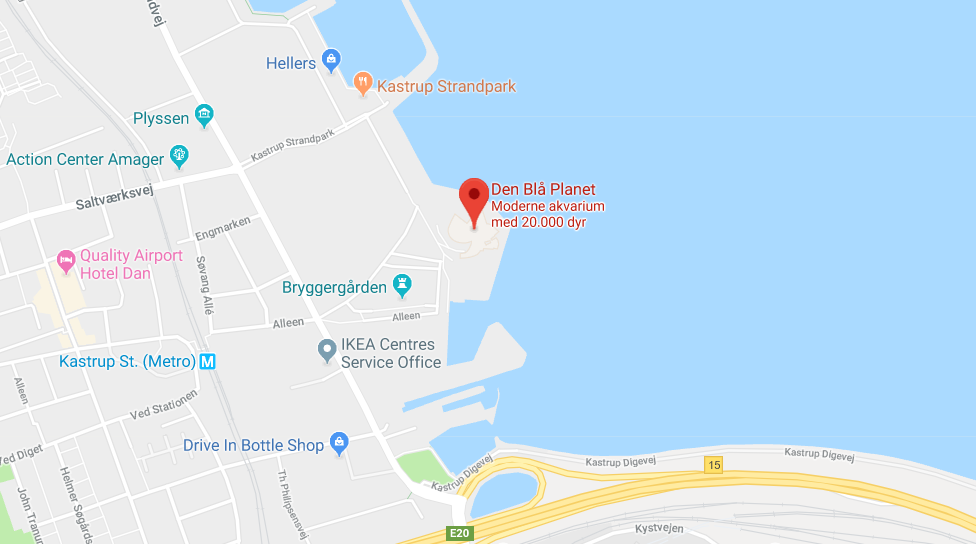 ndvej
Hellers
Kastrup Strandpark
Plyssen
Kastrup Strandpark
Action Center Amager
Saltværksvej
Den Blå Planet
Moderne akvarium
med 20.000 dyr
Engmarken
Quality Airport
Hotel Dan
Søvang Allé
Bryggergården
Alleen
Alleen
IKEA Centres
Service Office
Kastrup St. (Metro) M
Alleen
Ved Stationen
Drive In Bottle Shop
Ved Diget
Kastrup Digevej
Kastrup Digevej
Kastrup Digevej
15
Helmer Søgårds
John Tranu
Th.Philipsensvej
E20
Kystvejen